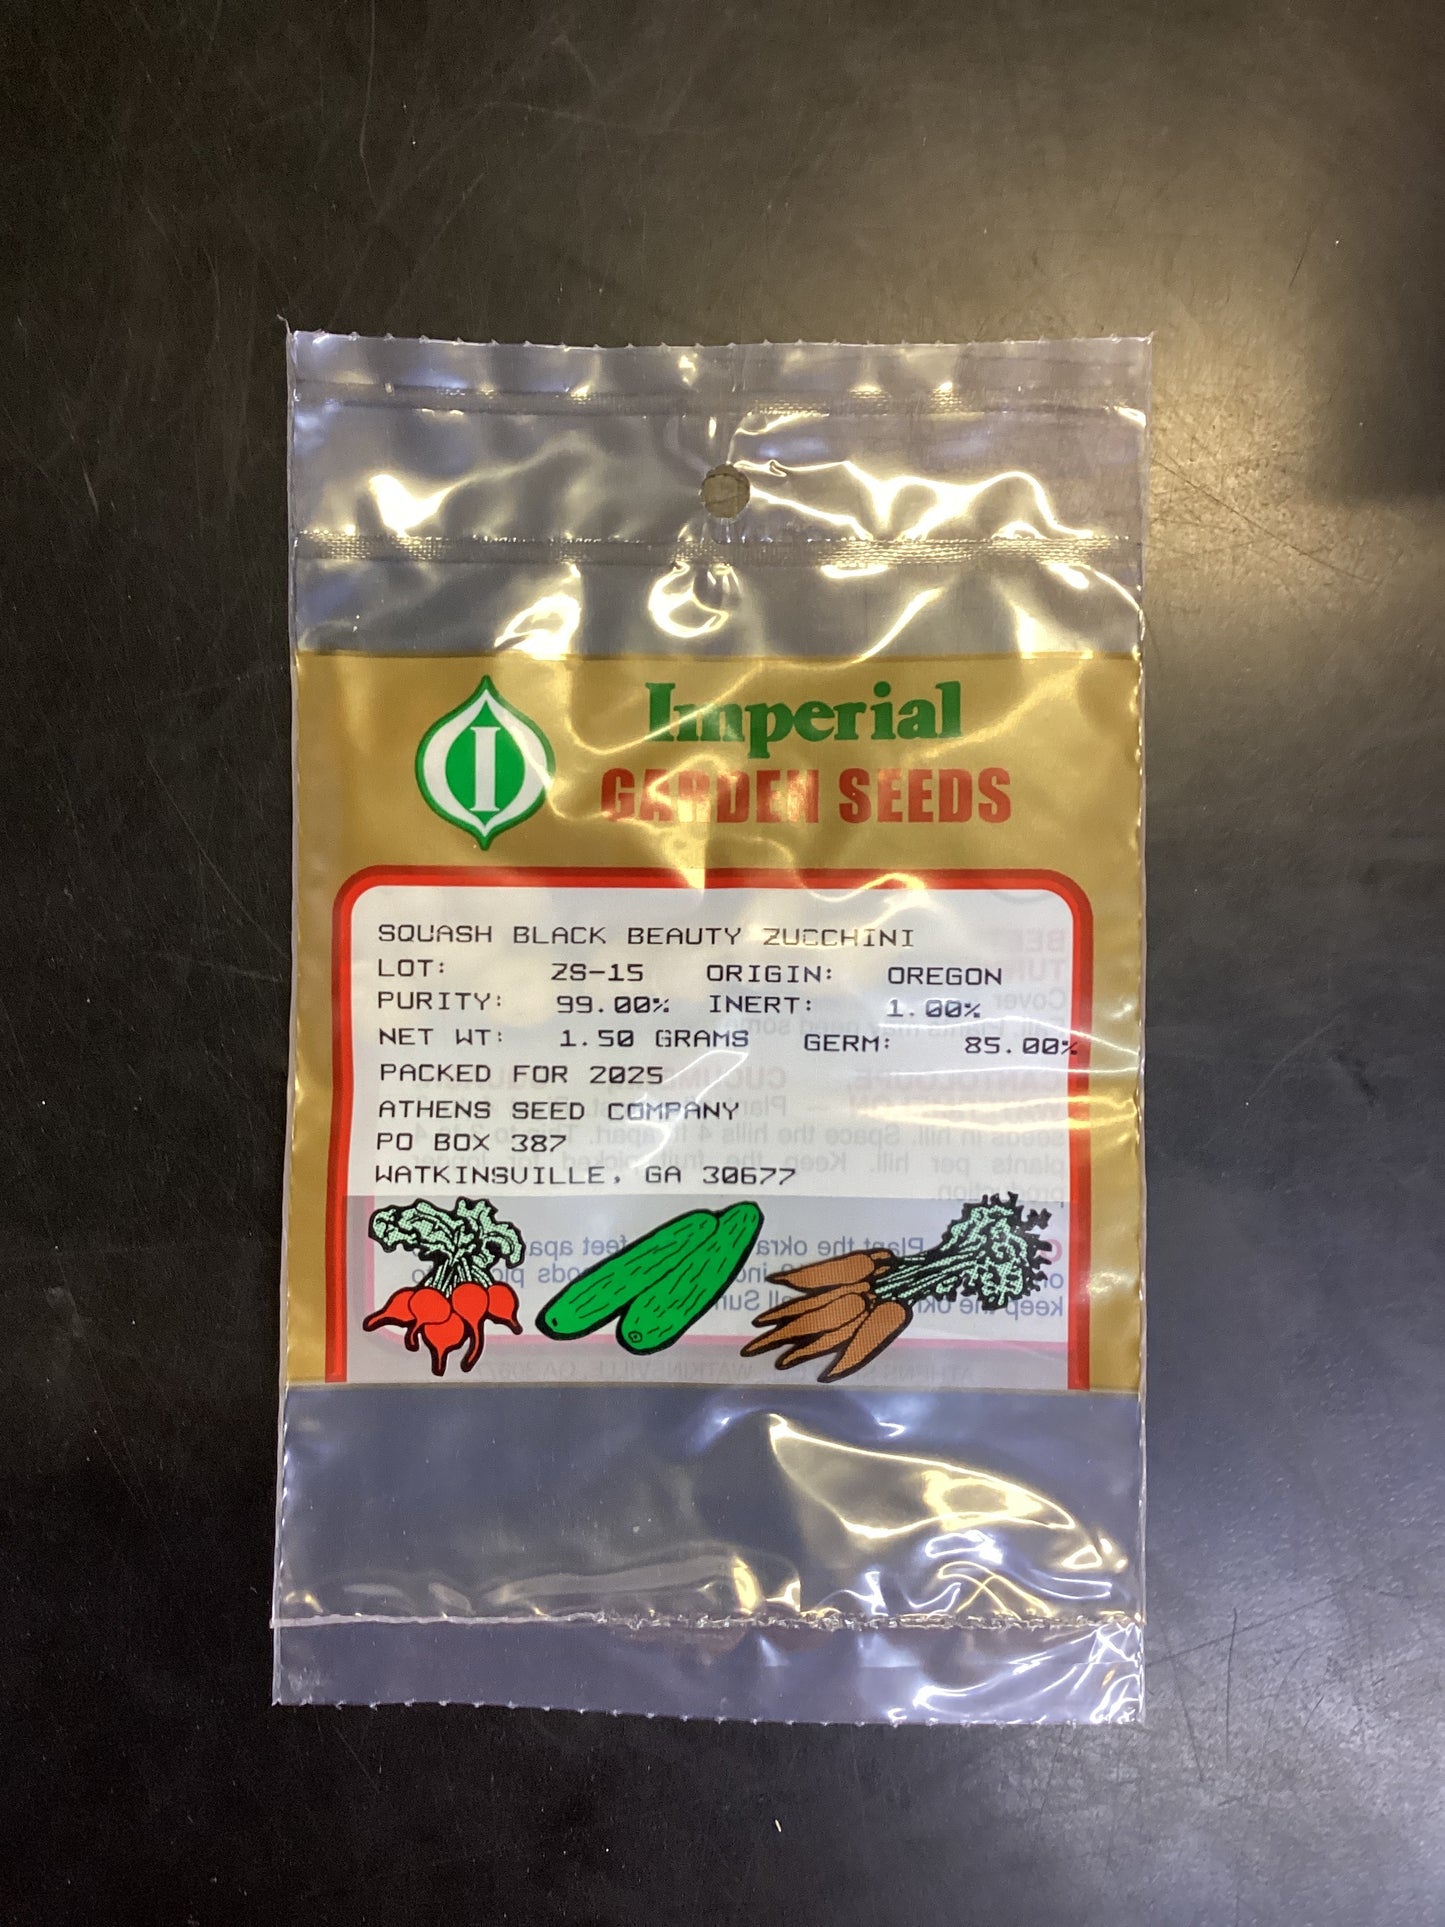 I
Imperial
GARDEN SEEDS
SQUASH BLACK BEAUTY ZUCCHINI
LOT: ZS-15 ORIGIN: OREGON
PURITY: 99.00% INERT: 1.00%
NET WT: 1.50 GRAMS GERM: 85.00%
PACKED FOR 2025
ATHENS SEED COMPANY
PO BOX 387
WATKINSVILLE, GA 30677